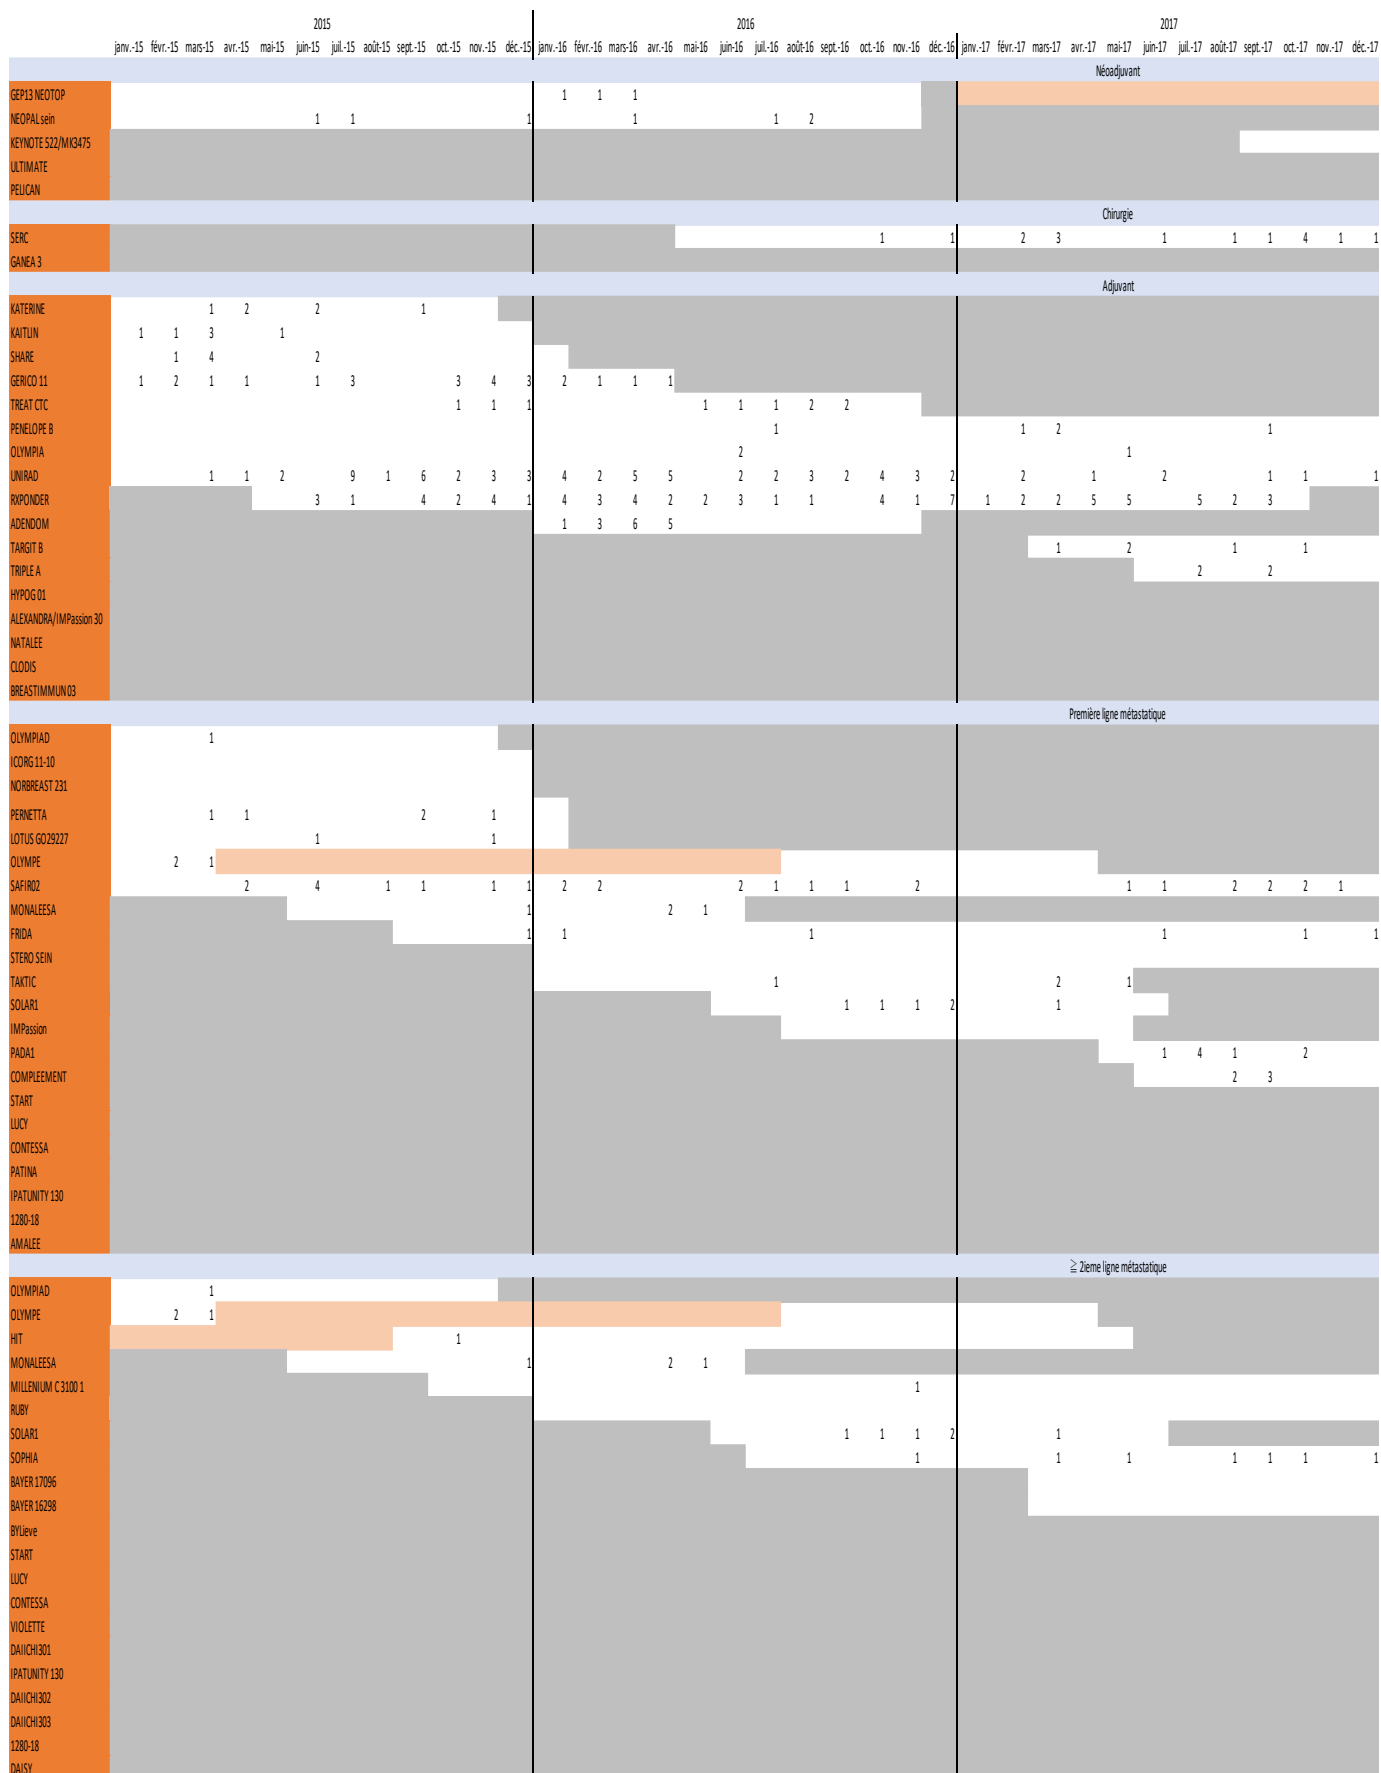 2015 2016 2017
janv.-15 févr.-15 mars-15 avr.-15 mai-15 juin-15 juil.-15 août-15 sept.-15 oct.-15 nov.-15 déc.-15 janv.-16 févr.-16 mars-16 avr.-16 mai-16 juin-16 juil.-16 août-16 sept.-16 oct.-16 nov.-16 déc.-16 janv.-17 févr.-17 mars-17 avr.-17 mai-17 juin-17 juil.-17 août-17 sept.-17 oct.-17 nov.-17 déc.-17
Néoadjuvant
GEP13 NEOTOP 1 1 1
NEOPAL sein 1 1 1 1 1 2
KEYNOTE 522/MK3475
ULTIMATE
PELICAN
Chirurgie
SERC 1 1 2 3 1 1 1 4 1 1
GANEA 3
Adjuvant
KATERINE 1 2 2 1
KAITLIN 1 1 3 1
SHARE 1 4 2
GERICO 11 1 2 1 1 1 3 3 4 3 2 1 1 1
TREAT CTC 1 1 1 1 1 1 2 2
PENELOPE B 1 1 2 1
OLYMPIA 2 1
UNIRAD 1 1 2 9 1 6 2 3 3 4 2 5 5 2 2 3 2 4 3 2 2 1 2 1 1 1
RXPONDER 3 1 4 2 4 1 4 3 4 2 2 3 1 1 4 1 7 1 2 2 5 5 5 2 3
ADENDOM 1 3 6 5
TARGIT B 1 2 1 1
TRIPLE A 2 2
HYPOG 01
ALEXANDRA/IMPassion 30
NATALEE
CLODIS
BREASTIMMUN 03
Première ligne métastatique
OLYMPIAD 1
ICORG 11-10
NORBREAST 231
PERNETTA 1 1 2 1
LOTUS GO29227 1 1
OLYMPE 2 1
SAFIR02 2 4 1 1 1 1 2 2 2 1 1 1 2 1 1 2 2 2 1
MONALEESA 1 2 1
FRIDA 1 1 1 1 1 1
STERO SEIN
TAKTIC 1 2 1
SOLAR1 1 1 1 2 1
IMPassion
PADA1 1 4 1 2
COMPLEEMENT 2 3
START
LUCY
CONTESSA
PATINA
IPATUNITY 130
1280-18
AMALEE
≧ 2ieme ligne métastatique
OLYMPIAD 1
OLYMPE 2 1
HIT 1
MONALEESA 1 2 1
MILLENIUM C 3100 1 1
RUBY
SOLAR1 1 1 1 2 1
SOPHIA 1 1 1 1 1 1 1
BAYER 17096
BAYER 16298
BYLieve
START
LUCY
CONTESSA
VIOLETTE
DAIICHI301
IPATUNITY 130
DAIICHI302
DAIICHI303
1280-18
DAISY